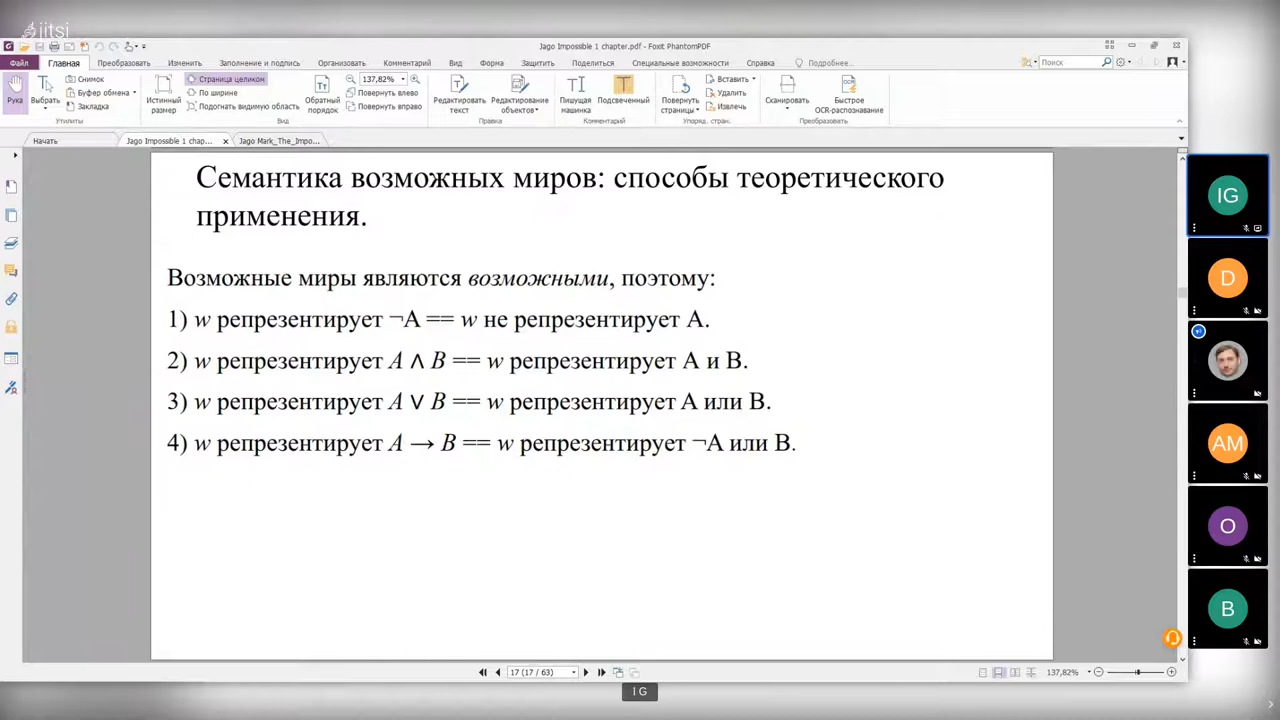 jitsi
Jago Impossible 1 chapter.pdf - Foxit PhantomPDF
Файл Главная Преобразовать Изменить Заполнение и подпись Организовать Комментарий Вид Форма Защитить Поделиться Специальные возможности Справка Подробнее.. Поиск
Рука
Выбрать
Снимок
Буфер обмена
Закладка
Утилиты
Истинный размер
Страница целиком
По ширине
Подогнать видимую область
Обратный порядок
137,82%
Повернуть влево
Повернуть вправо
Вид
Редактировать текст
Редактирование объектов
Правка
Пишущая машинка
Подсвеченный
Комментарий
Повернуть страницы
Вставить
Удалить
Извлечь
Упоряд. стран.
Сканировать
Быстрое OCR-распознавание
Преобразовать
Начать
Jago Impossible 1 chap...
Jago Mark_The_Impo...
Семантика возможных миров: способы теоретического
применения.
Возможные миры являются возможными, поэтому:
1) w репрезентирует ¬A == w не репрезентирует A.
2) w репрезентирует A ∧ B == w репрезентирует A и B.
3) w репрезентирует A ∨ B == w репрезентирует A или B.
4) w репрезентирует A → B == w репрезентирует ¬A или B.
IG
D
AM
O
B
17 (17 / 63)
137,82%
I G